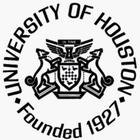 UNIVERSITY OF HOUSTON
• Founded 1927 •